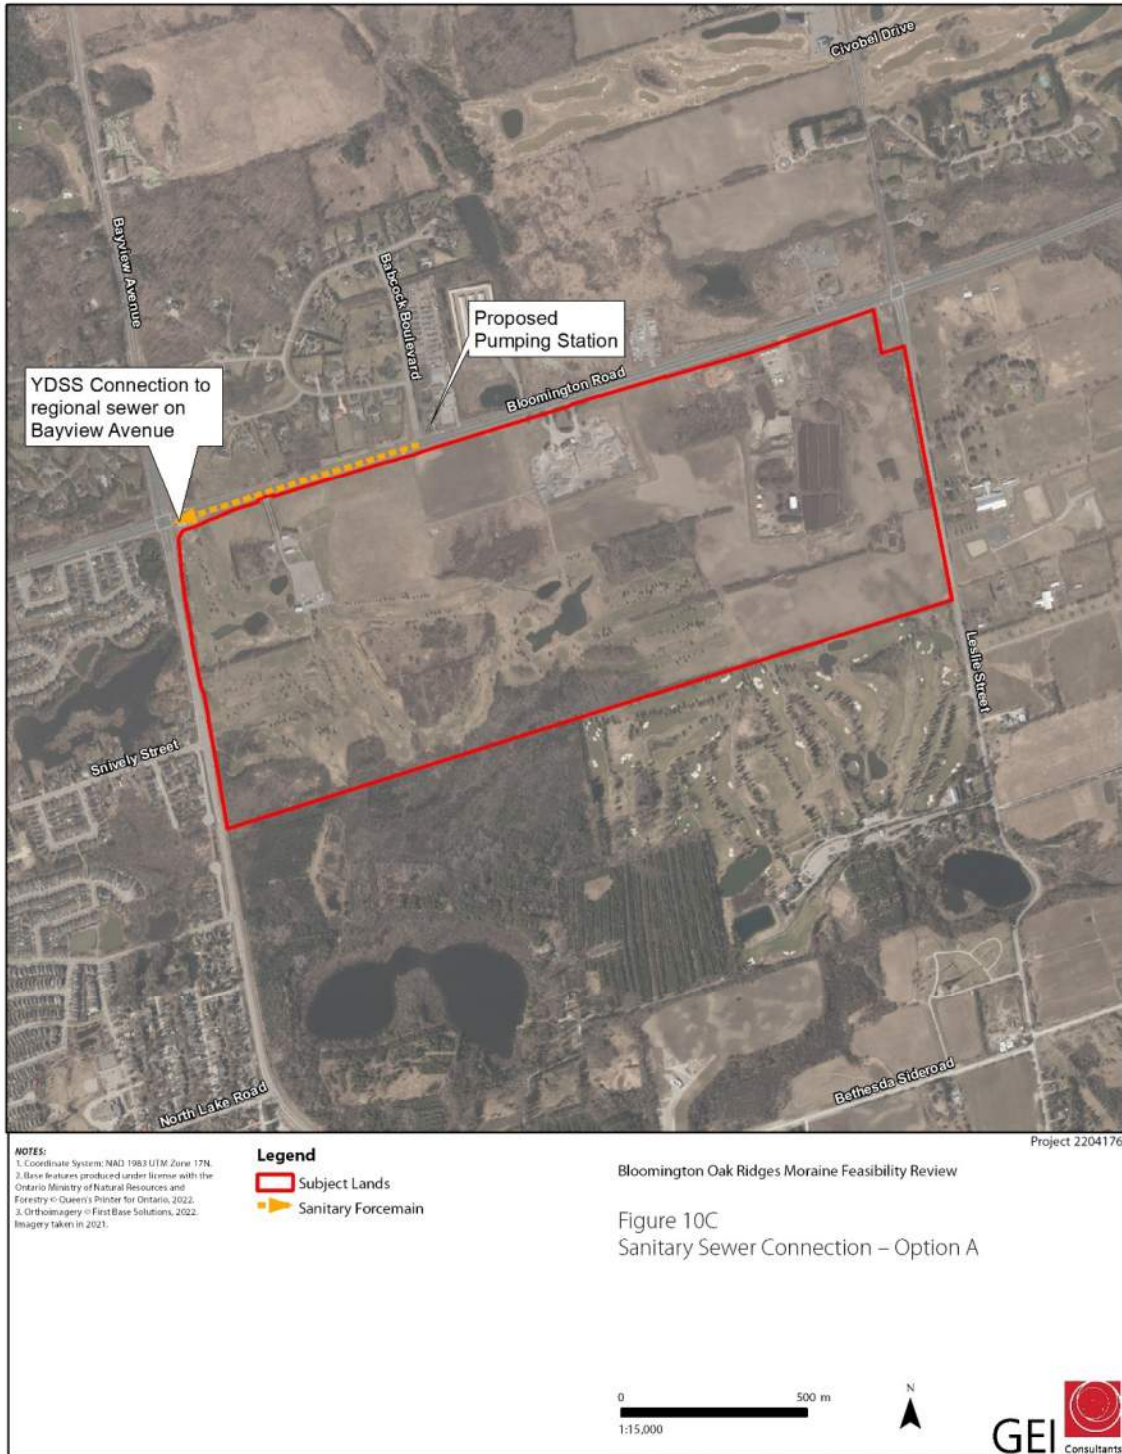 Civobel Drive
Bayview Avenue
Babcock Boulevard
Proposed
Pumping Station
Bloomington Road
YDSS Connection to
regional sewer on
Bayview Avenue
Leslie Street
Snively Street
North Lake Road
Bethesda Sideroad
Project 2204176
NOTES:
1. Coordinate System: NAD 1983 UTM Zone 17N.
2. Base features produced under license with the
Ontario Ministry of Natural Resources and
Forestry © Queen's Printer for Ontario, 2022.
3. Orthoimagery © First Base Solutions, 2022.
Imagery taken in 2021.
Legend
Subject Lands
Sanitary Forcemain
Bloomington Oak Ridges Moraine Feasibility Review
Figure 10C
Sanitary Sewer Connection – Option A
0 500 m
1:15,000
N
GEI Consultants